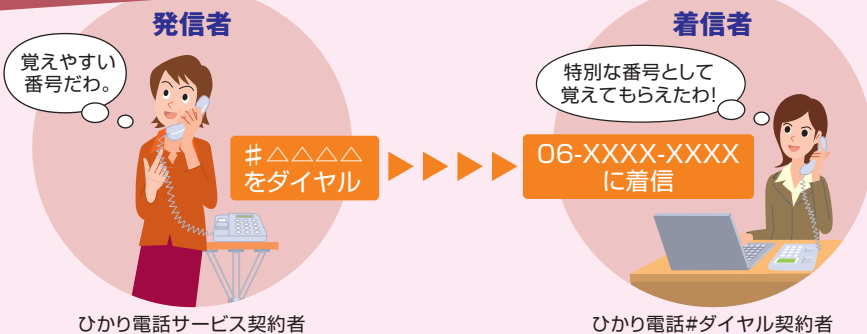 発信者
着信者
覚えやすい
番号だわ。
特別な番号として
覚えてもらえたわ!
#△△△△
をダイヤル
06-XXXX-XXXX
に着信
ひかり電話サービス契約者
ひかり電話#ダイヤル契約者